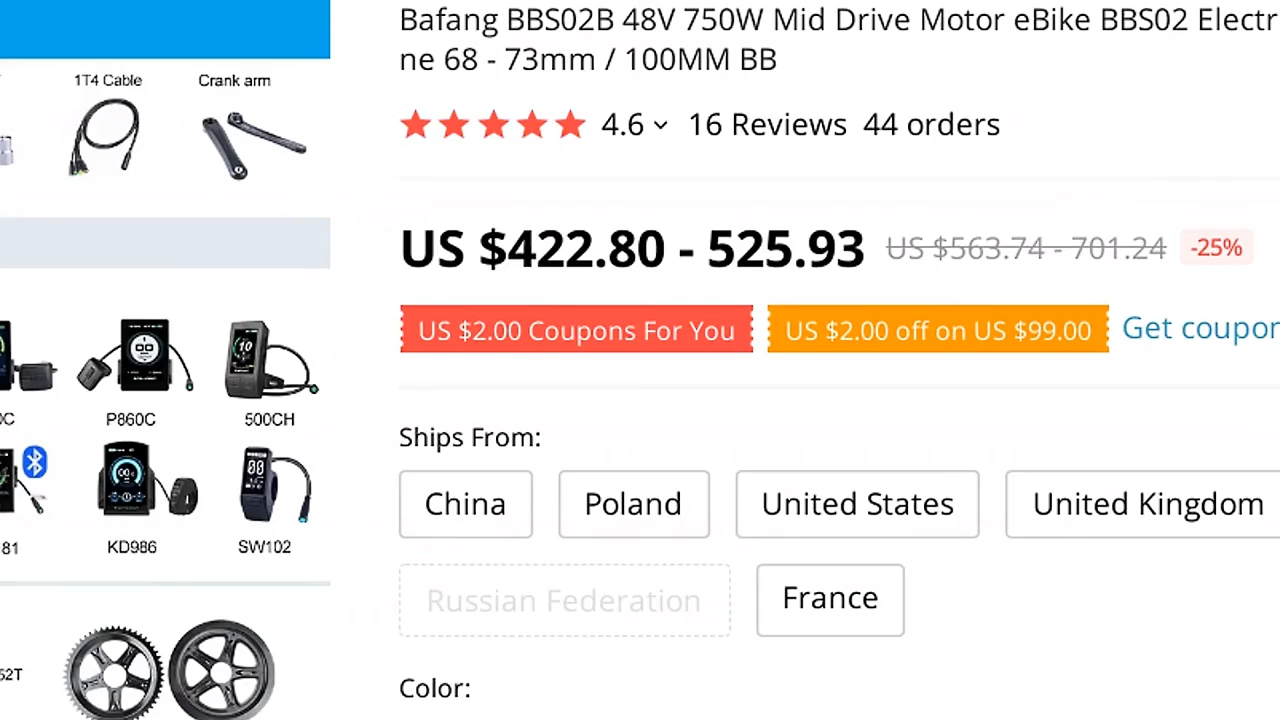 Bafang BBS02B 48V 750W Mid Drive Motor eBike BBS02 Electr
ne 68 - 73mm / 100MM BB
4.6 16 Reviews 44 orders
US $422.80 - 525.93 US $563.74 - 701.24 -25%
US $2.00 Coupons For You US $2.00 off on US $99.00 Get coupon
Ships From:
China Poland United States United Kingdom
Russian Federation France
Color:
1T4 Cable Crank arm
0C P860C 500CH
81 KD986 SW102
52T